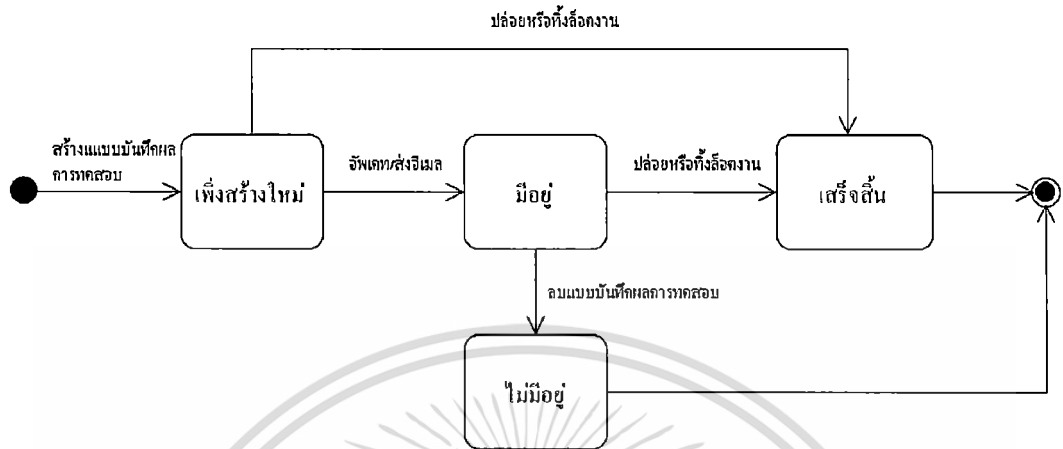 ปล่อยหรือทิ้งล็อตงาน
สร้างแแบบบันทึกผล
การทดสอบ
เพิ่งสร้างใหม่
อัพเดท/ส่งอีเมล
มีอยู่
ปล่อยหรือทิ้งล็อตงาน
เสร็จสิ้น
ลบแบบบันทึกผลการทดสอบ
ไม่มีอยู่